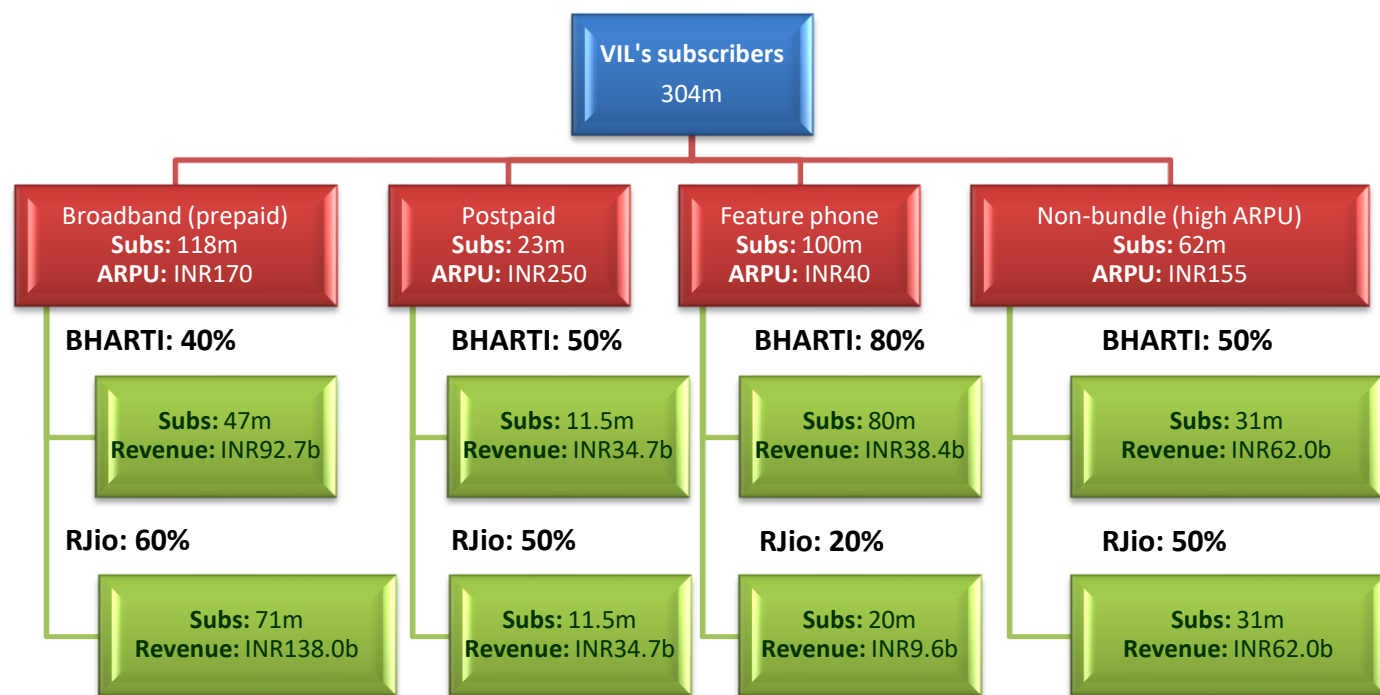 VIL's subscribers
304m
Broadband (prepaid)
Subs: 118m
ARPU: INR170
Postpaid
Subs: 23m
ARPU: INR250
Feature phone
Subs: 100m
ARPU: INR40
Non-bundle (high ARPU)
Subs: 62m
ARPU: INR155
BHARTI: 40%
BHARTI: 50%
BHARTI: 80%
BHARTI: 50%
Subs: 47m
Revenue: INR92.7b
Subs: 11.5m
Revenue: INR34.7b
Subs: 80m
Revenue: INR38.4b
Subs: 31m
Revenue: INR62.0b
RJio: 60%
RJio: 50%
RJio: 20%
RJio: 50%
Subs: 71m
Revenue: INR138.0b
Subs: 11.5m
Revenue: INR34.7b
Subs: 20m
Revenue: INR9.6b
Subs: 31m
Revenue: INR62.0b